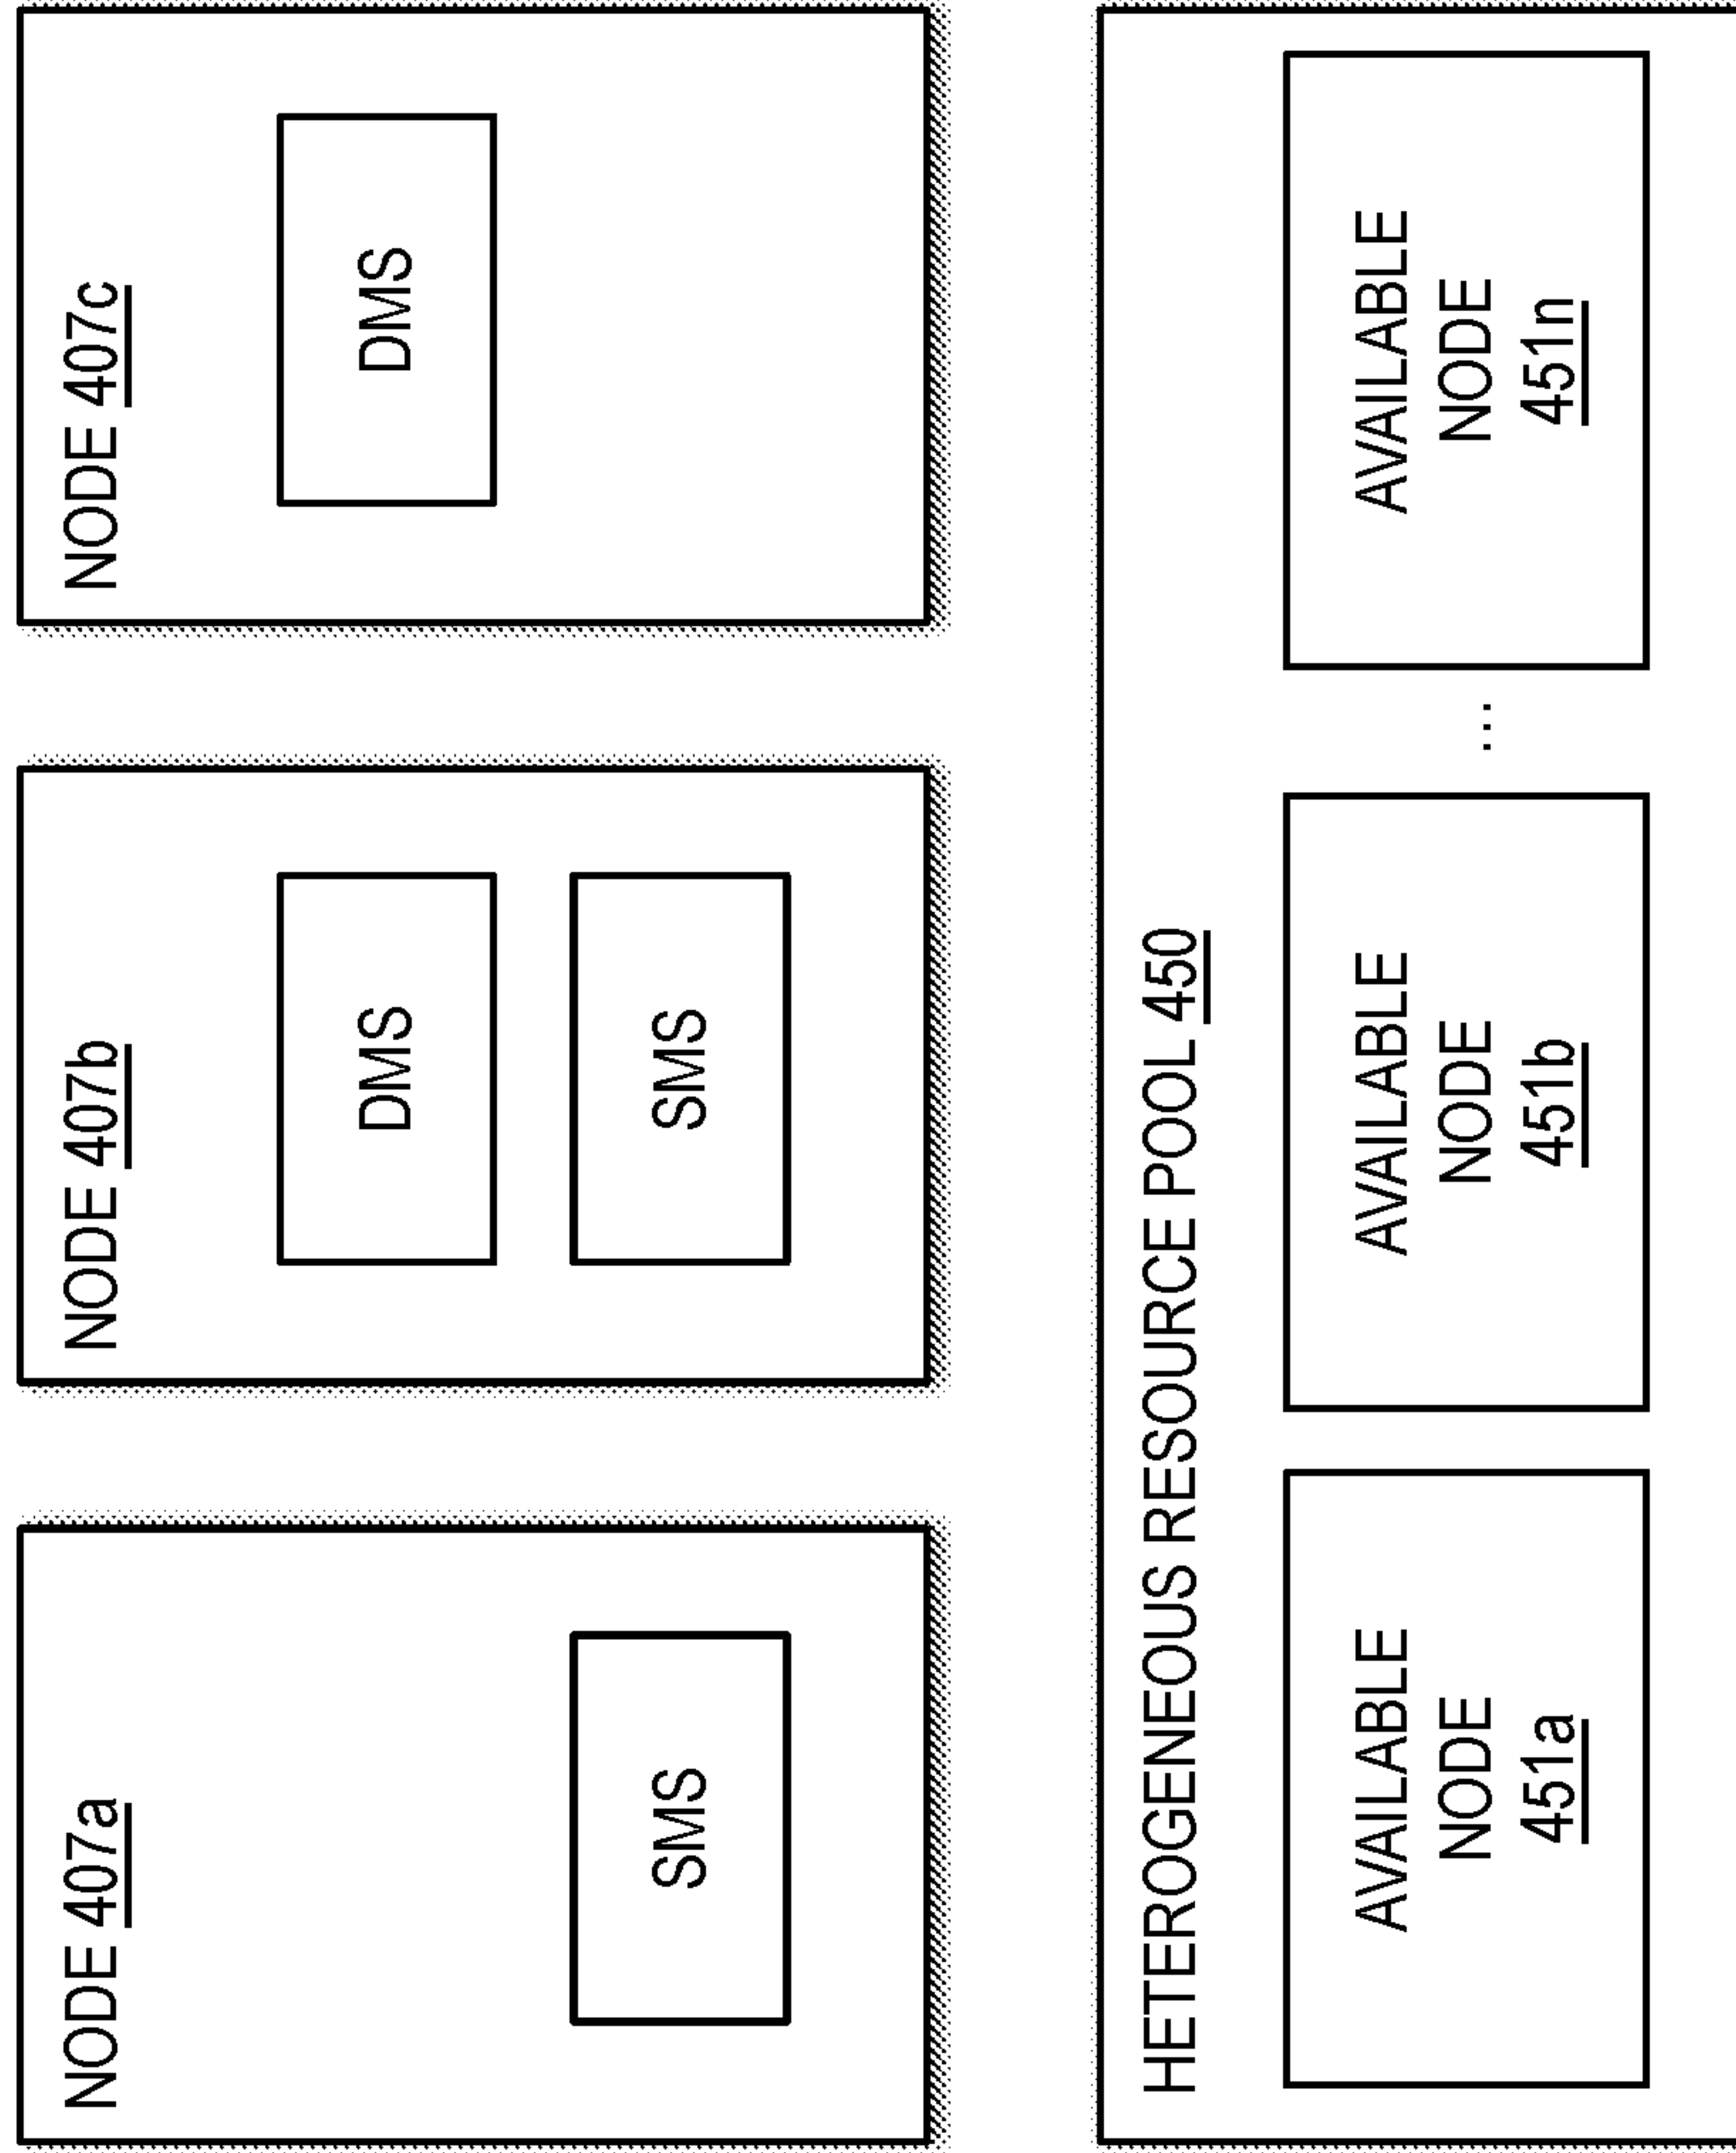 NODE 407a
SMS
NODE 407b
DMS
SMS
NODE 407c
DMS
HETEROGENEOUS RESOURCE POOL 450
AVAILABLE
NODE
451a
AVAILABLE
NODE
451b
...
AVAILABLE
NODE
451n